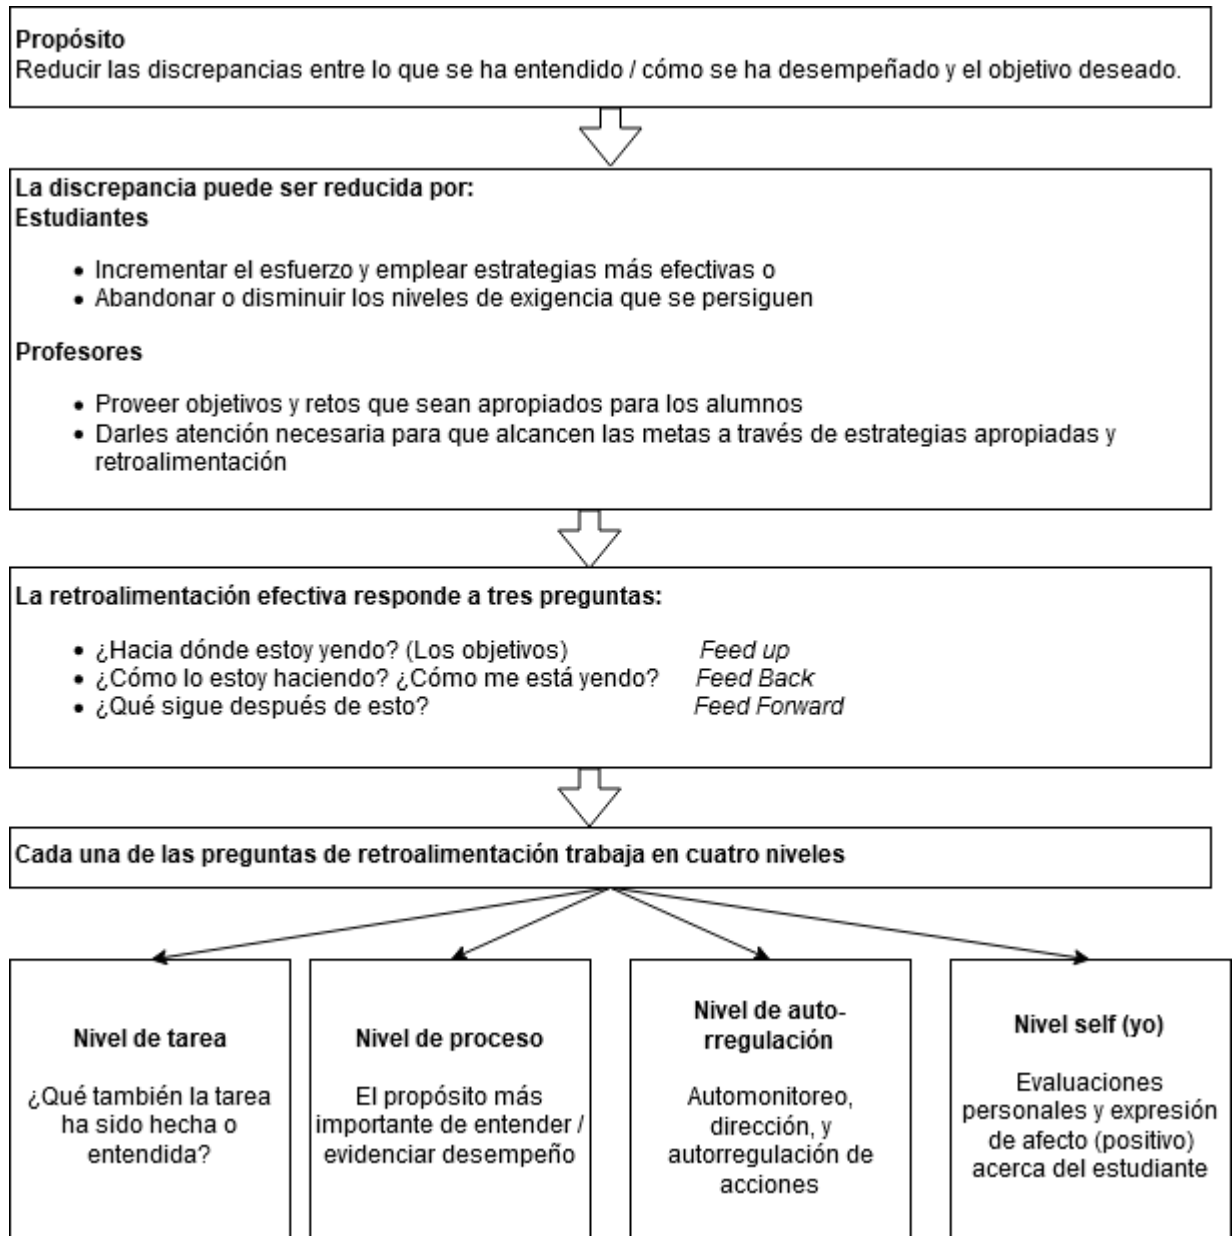 Propósito
Reducir las discrepancias entre lo que se ha entendido / cómo se ha desempeñado y el objetivo deseado.
La discrepancia puede ser reducida por:
Estudiantes
• Incrementar el esfuerzo y emplear estrategias más efectivas o
• Abandonar o disminuir los niveles de exigencia que se persiguen
Profesores
• Proveer objetivos y retos que sean apropiados para los alumnos
• Darles atención necesaria para que alcancen las metas a través de estrategias apropiadas y
retroalimentación
La retroalimentación efectiva responde a tres preguntas:
• ¿Hacia dónde estoy yendo? (Los objetivos) Feed up
• ¿Cómo lo estoy haciendo? ¿Cómo me está yendo? Feed Back
• ¿Qué sigue después de esto? Feed Forward
Cada una de las preguntas de retroalimentación trabaja en cuatro niveles
Nivel de tarea
¿Qué también la tarea
ha sido hecha o
entendida?
Nivel de proceso
El propósito más
importante de entender /
evidenciar desempeño
Nivel de auto-
rregulación
Automonitoreo,
dirección, y
autorregulación de
acciones
Nivel self (yo)
Evaluaciones
personales y expresión
de afecto (positivo)
acerca del estudiante